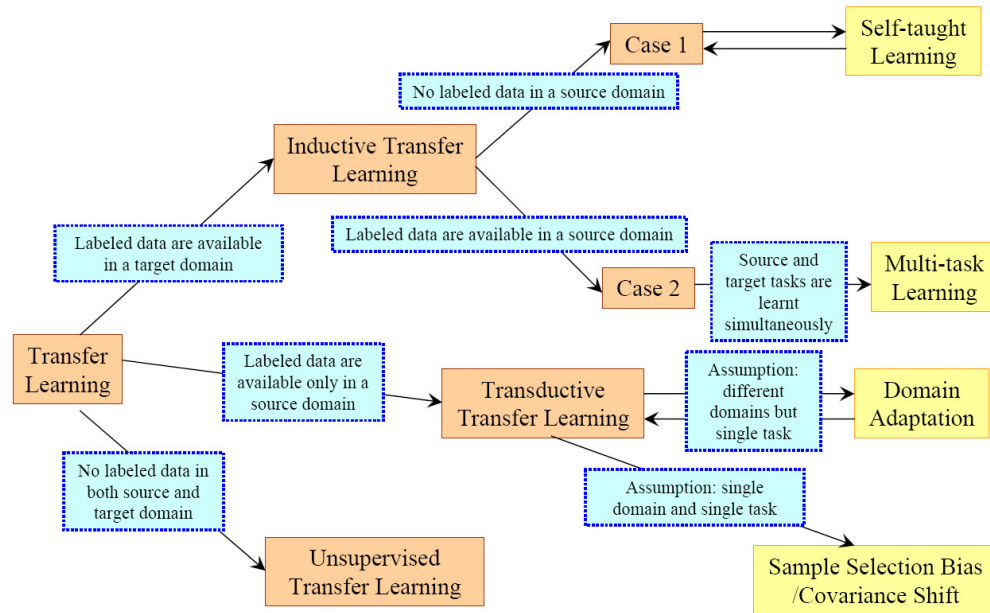 Case 1
Self-taught
Learning
No labeled data in a source domain
Inductive Transfer
Learning
Labeled data are available
in a target domain
Labeled data are available in a source domain
Case 2
Source and
target tasks are
learnt
simultaneously
Multi-task
Learning
Transfer
Learning
Labeled data are
available only in a
source domain
Transductive
Transfer Learning
Assumption:
different
domains but
single task
Domain
Adaptation
No labeled data in
both source and
target domain
Assumption: single
domain and single task
Unsupervised
Transfer Learning
Sample Selection Bias
/Covariance Shift